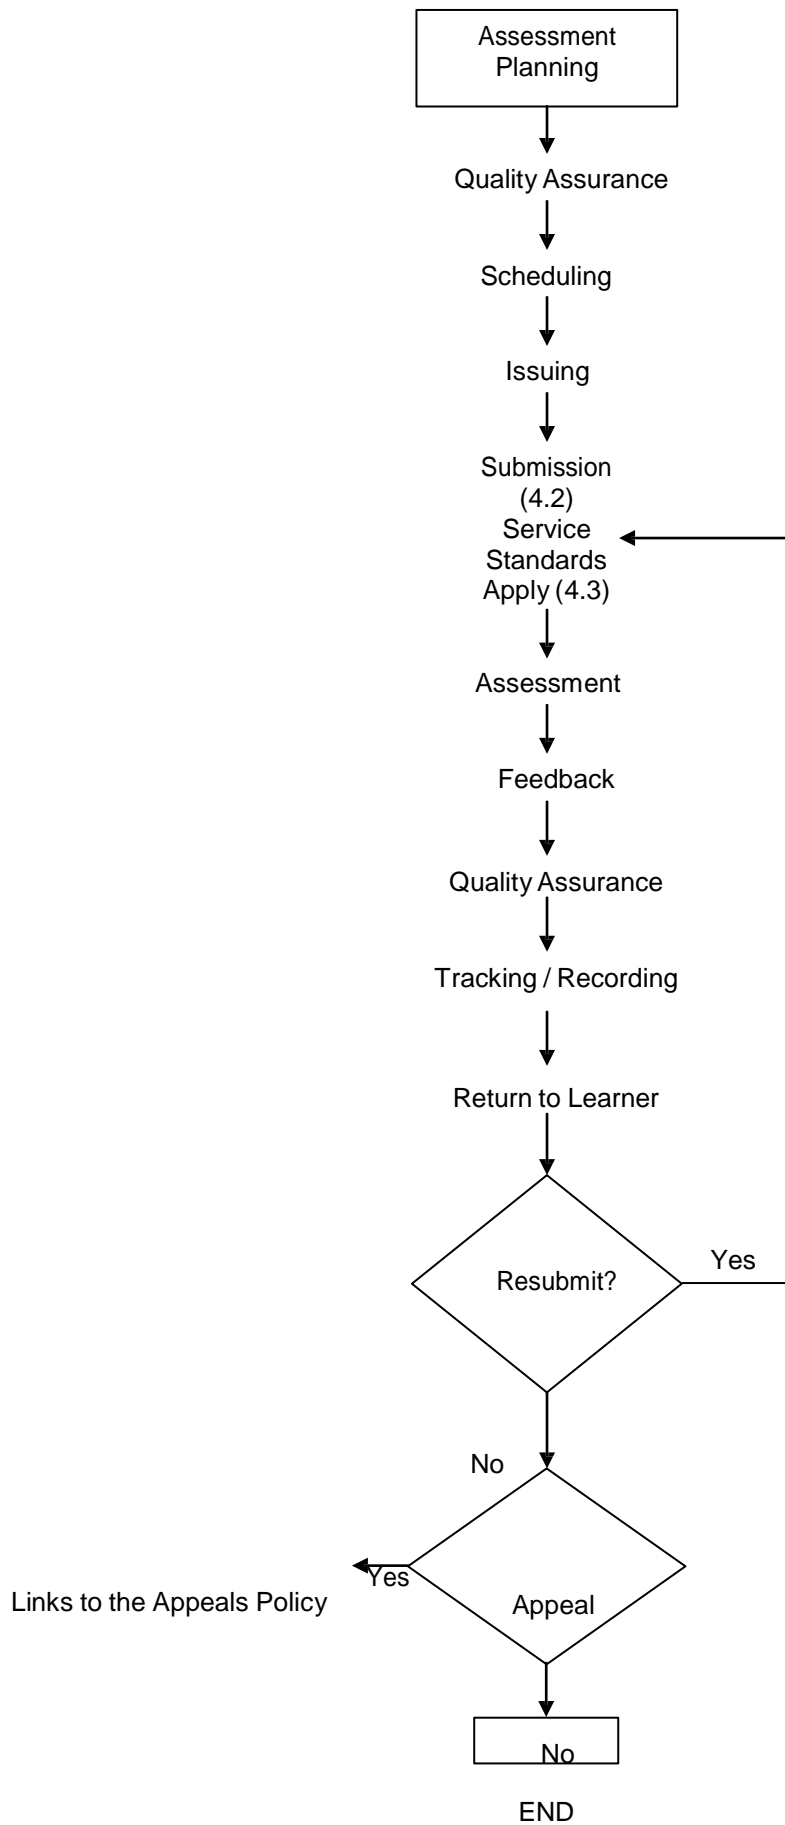 Assessment
Planning
Quality Assurance
Scheduling
Issuing
Submission
(4.2)
Service
Standards
Apply (4.3)
Assessment
Feedback
Quality Assurance
Tracking / Recording
Return to Learner
Yes
Resubmit?
No
Yes
Links to the Appeals Policy
Appeal
No
END